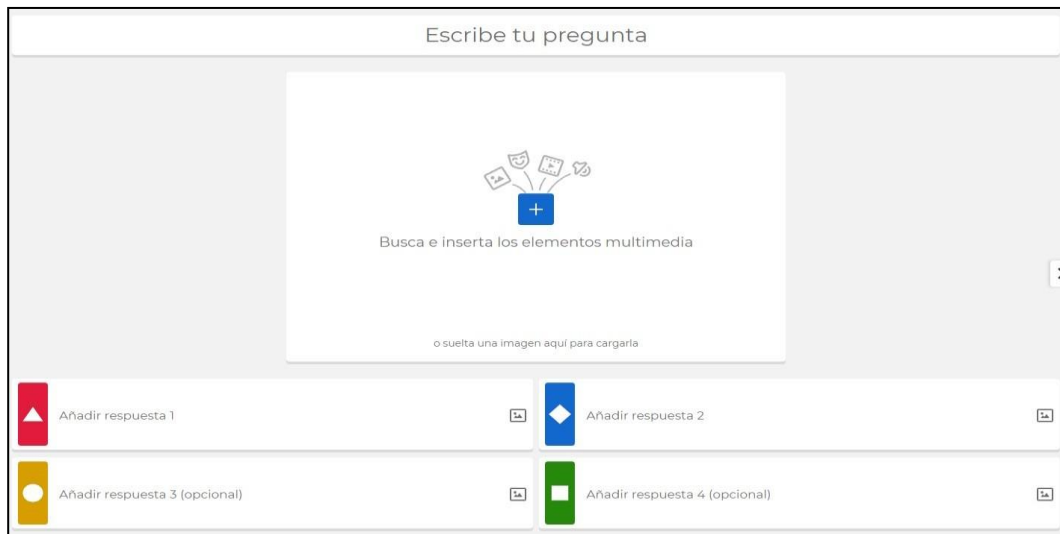 Escribe tu pregunta
Busca e inserta los elementos multimedia
o suelta una imagen aquí para cargarla
Añadir respuesta 1
Añadir respuesta 2
Añadir respuesta 3 (opcional)
Añadir respuesta 4 (opcional)